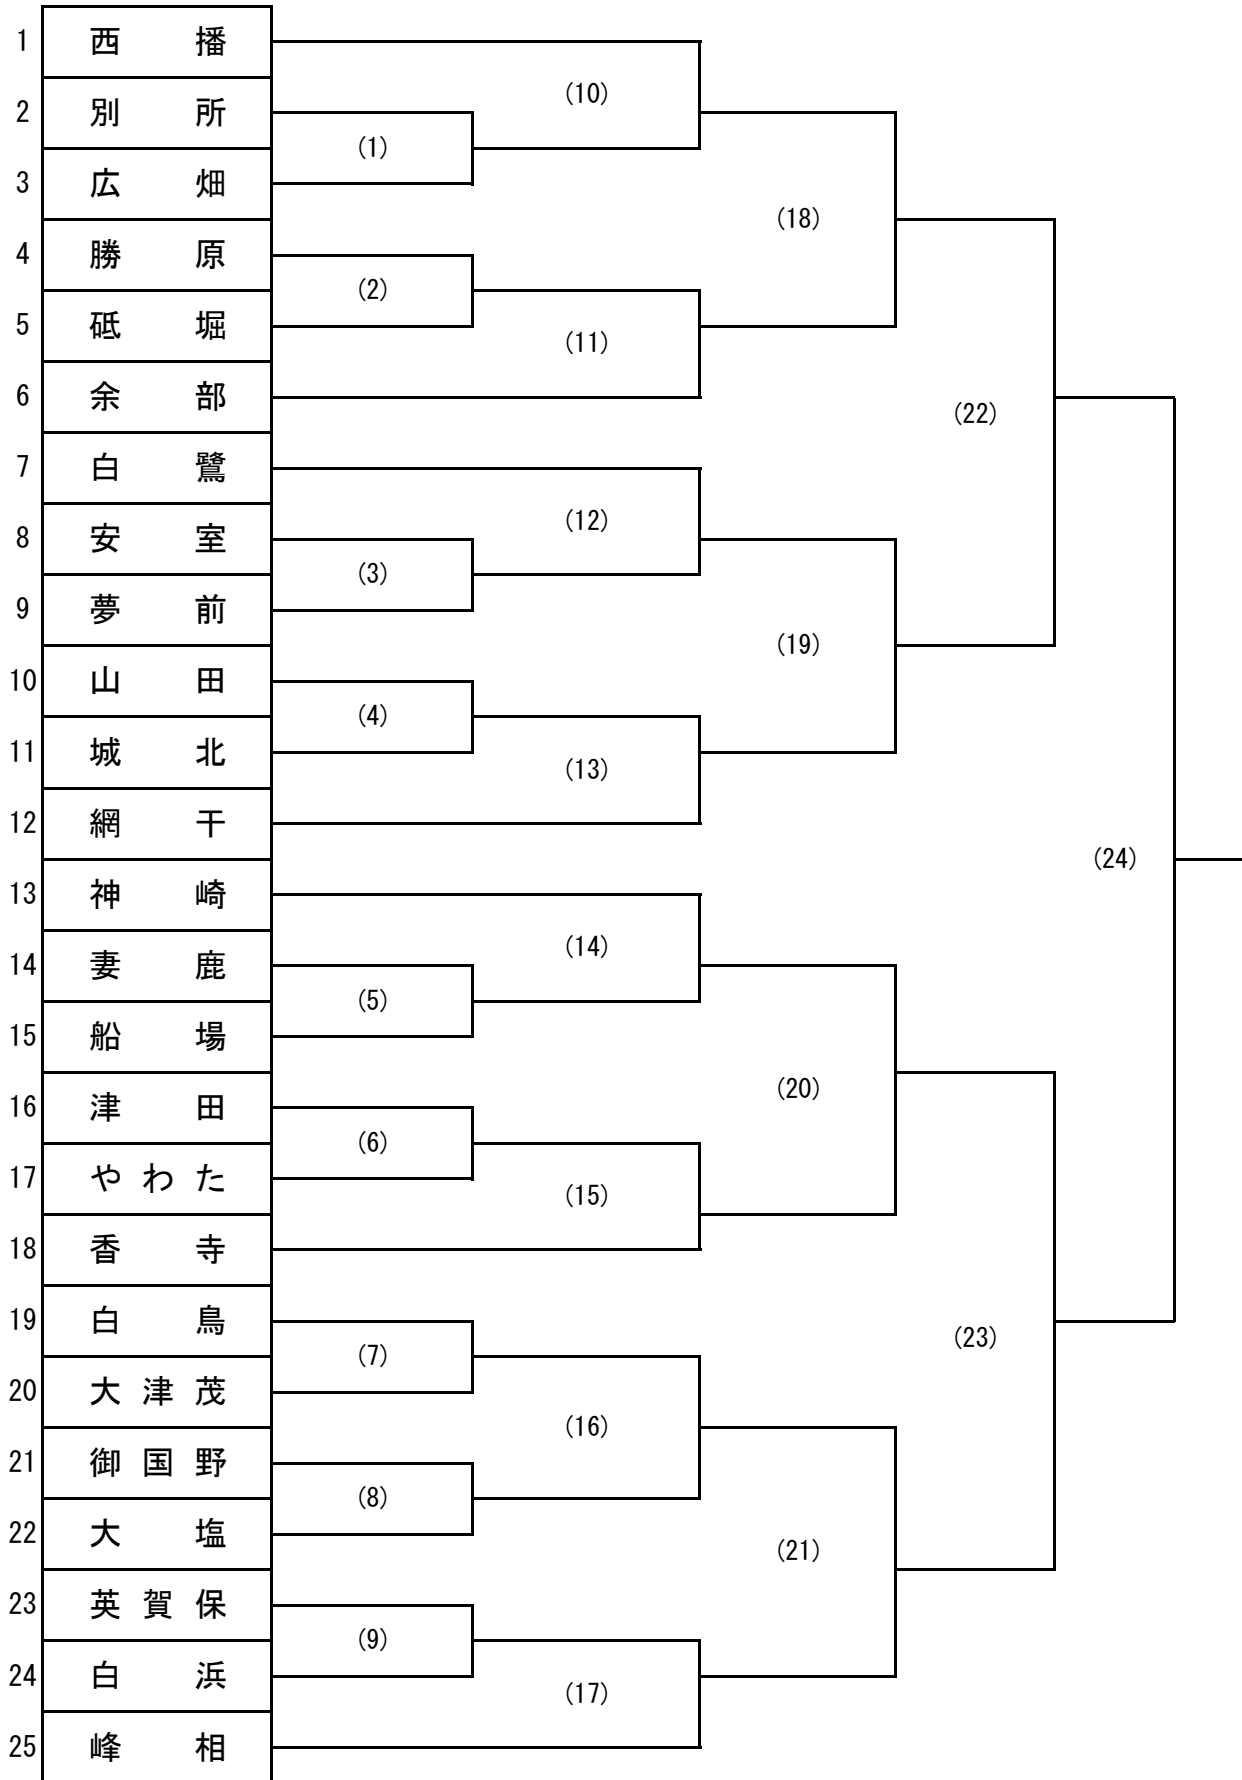 1 西播
(10)
2 別所
(1)
3 広畑
(18)
4 勝原
(2)
5 砥堀
(11)
6 余部
(22)
7 白鷺
(12)
8 安室
(3)
9 夢前
(19)
10 山田
(4)
11 城北
(13)
12 網干
(24)
13 神崎
(14)
14 妻鹿
(5)
15 船場
(20)
16 津田
(6)
17 やわた
(15)
18 香寺
19 白鳥
(23)
(7)
20 大津茂
(16)
21 御国野
(8)
22 大塩
(21)
23 英賀保
(9)
24 白浜
(17)
25 峰相